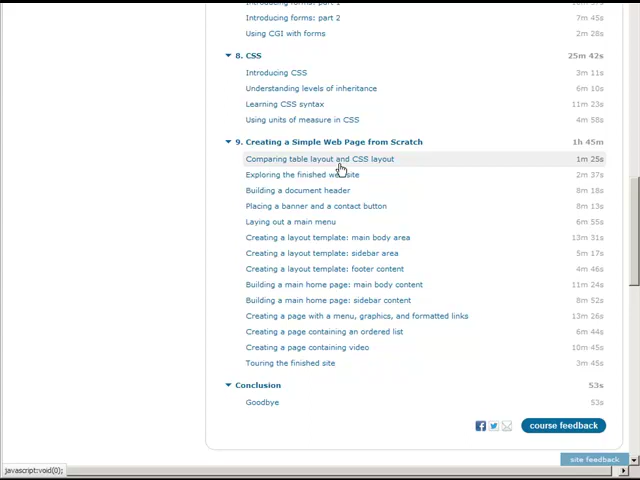 Introducing forms: part 2 7m 45s
Using CGI with forms 2m 28s
8. CSS 25m 42s
Introducing CSS 3m 11s
Understanding levels of inheritance 6m 10s
Learning CSS syntax 11m 23s
Using units of measure in CSS 4m 58s
9. Creating a Simple Web Page from Scratch 1h 45m
Comparing table layout and CSS layout 1m 25s
Exploring the finished website 2m 37s
Building a document header 8m 18s
Placing a banner and a contact button 8m 13s
Laying out a main menu 6m 55s
Creating a layout template: main body area 13m 31s
Creating a layout template: sidebar area 5m 17s
Creating a layout template: footer content 4m 46s
Building a main home page: main body content 11m 24s
Building a main home page: sidebar content 8m 52s
Creating a page with a menu, graphics, and formatted links 13m 26s
Creating a page containing an ordered list 6m 44s
Creating a page containing video 10m 45s
Touring the finished site 3m 45s
Conclusion 53s
Goodbye 53s
course feedback
site feedback
javascript:void(0);